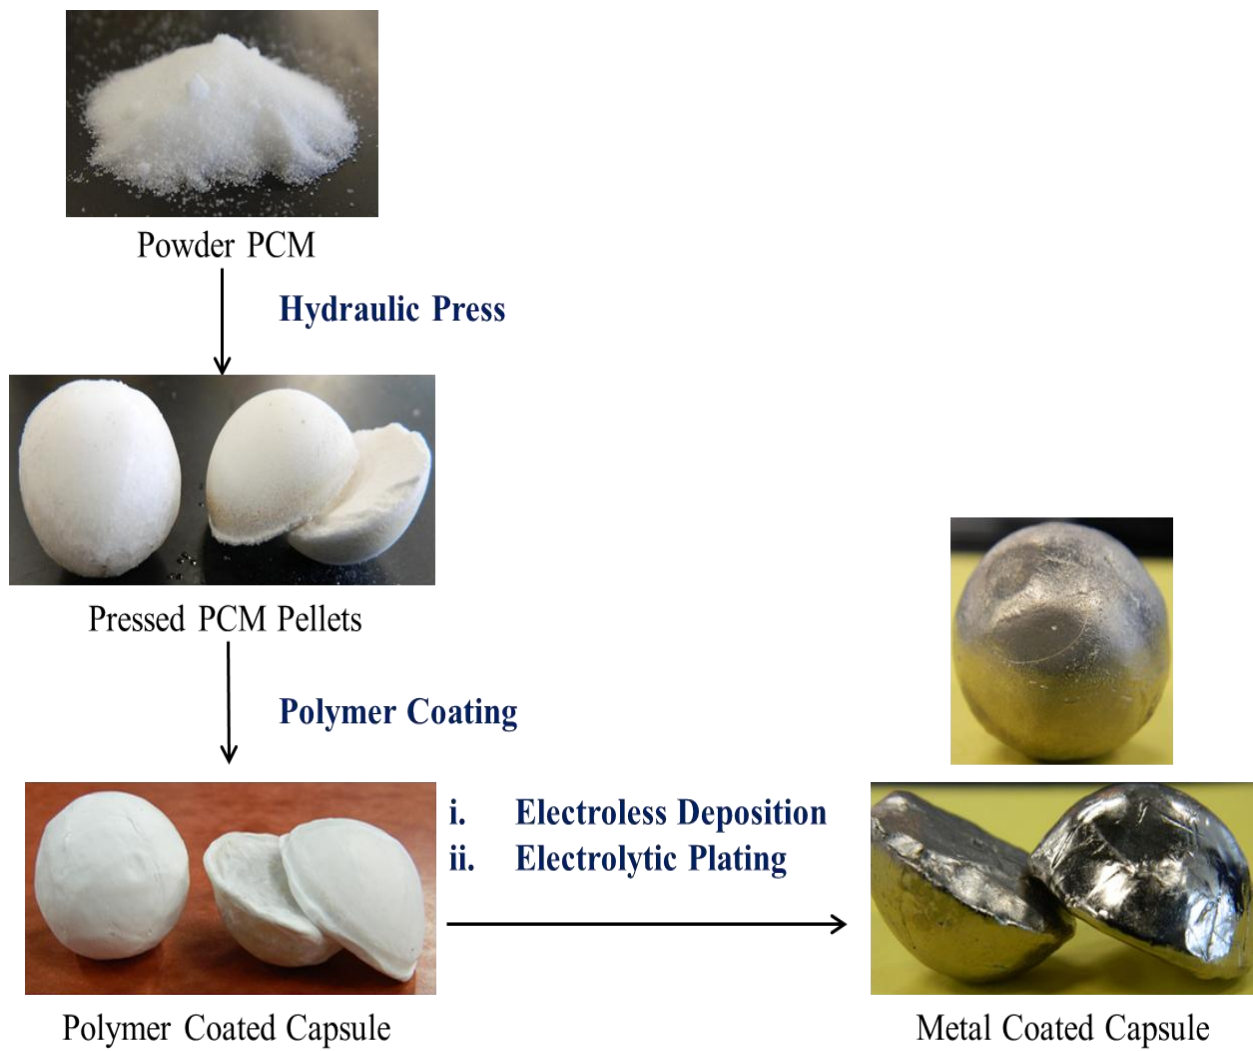 Powder PCM
Hydraulic Press
Pressed PCM Pellets
Polymer Coating
i. Electroless Deposition
ii. Electrolytic Plating
Polymer Coated Capsule
Metal Coated Capsule